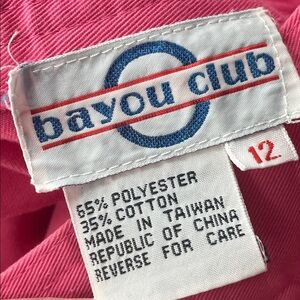 bayou club
12
65% POLYESTER
35% COTTON
MADE IN TAIWAN
REPUBLIC OF CHINA
REVERSE FOR CARE